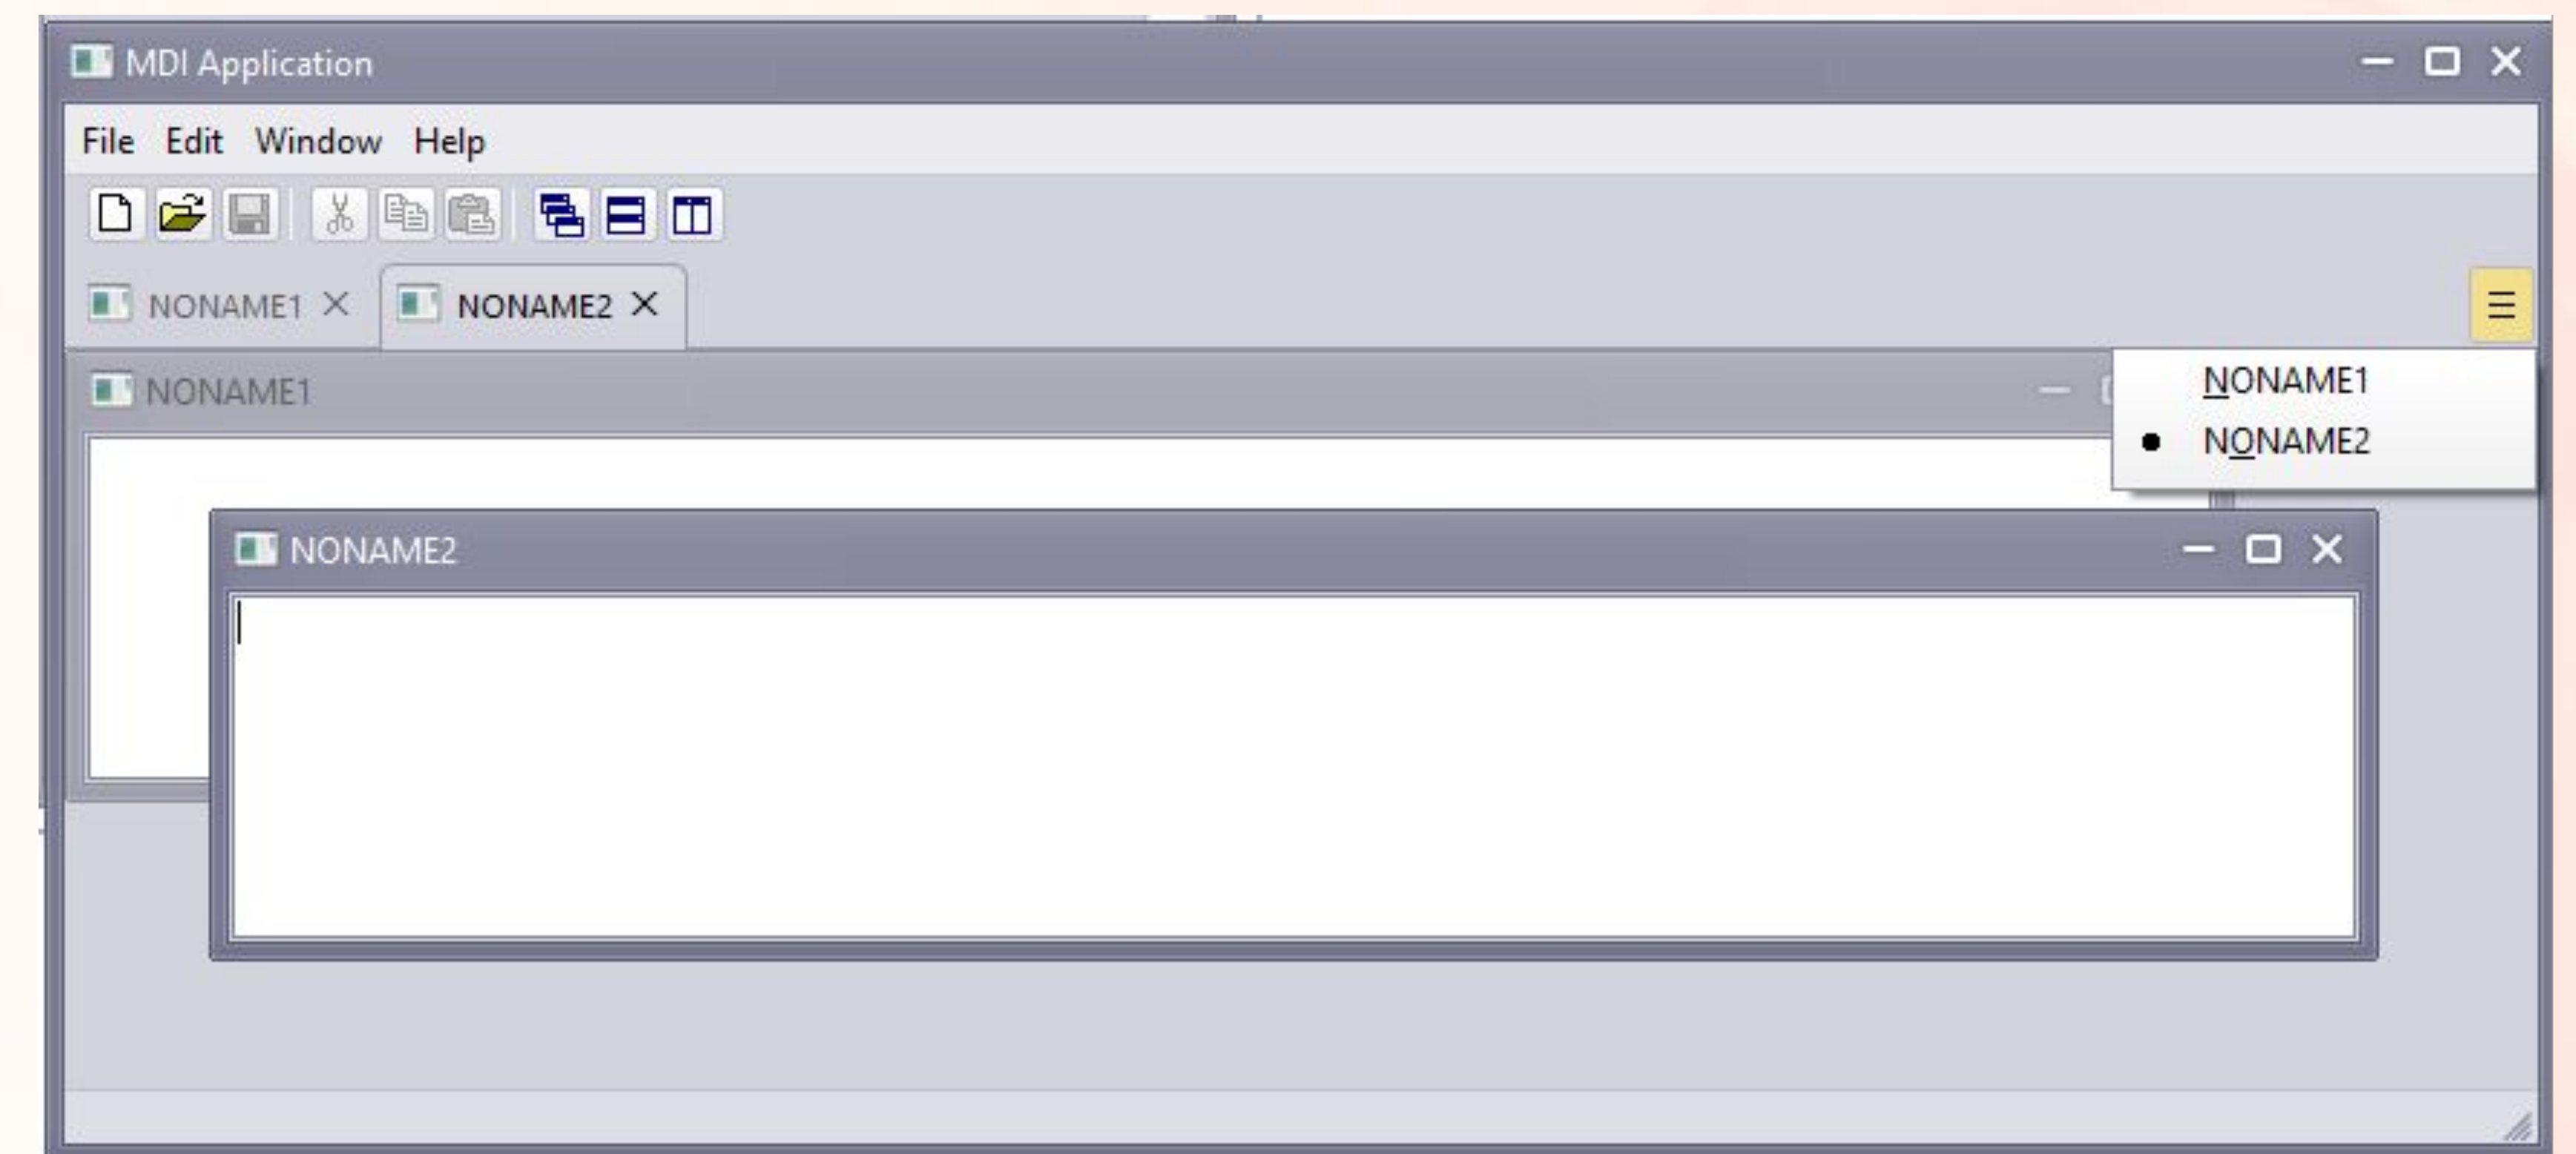 MDI Application
File Edit Window Help
NONAME1 NONAME2
NONAME1
NONAME1
NONAME2
NONAME2